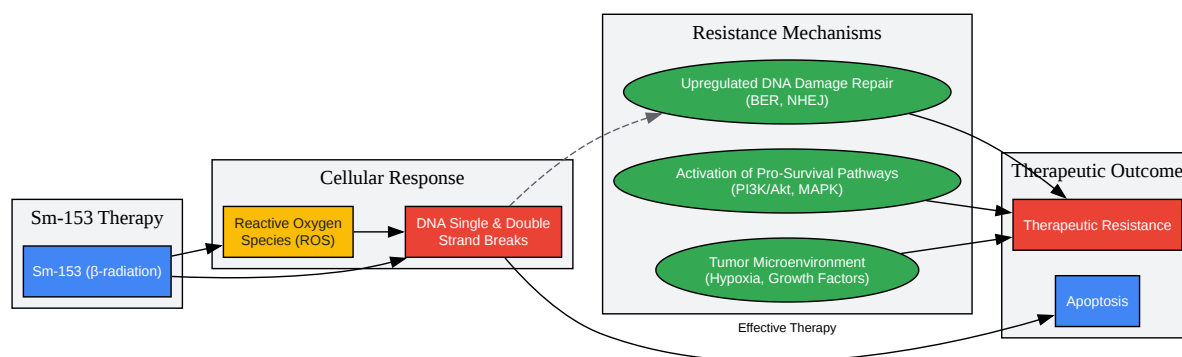 Sm-153 Therapy
Sm-153 (β-radiation)
Cellular Response
Reactive Oxygen
Species (ROS)
DNA Single & Double
Strand Breaks
Resistance Mechanisms
Upregulated DNA Damage Repair
(BER, NHEJ)
Activation of Pro-Survival Pathways
(PI3K/Akt, MAPK)
Tumor Microenvironment
(Hypoxia, Growth Factors)
Effective Therapy
Therapeutic Outcome
Therapeutic Resistance
Apoptosis